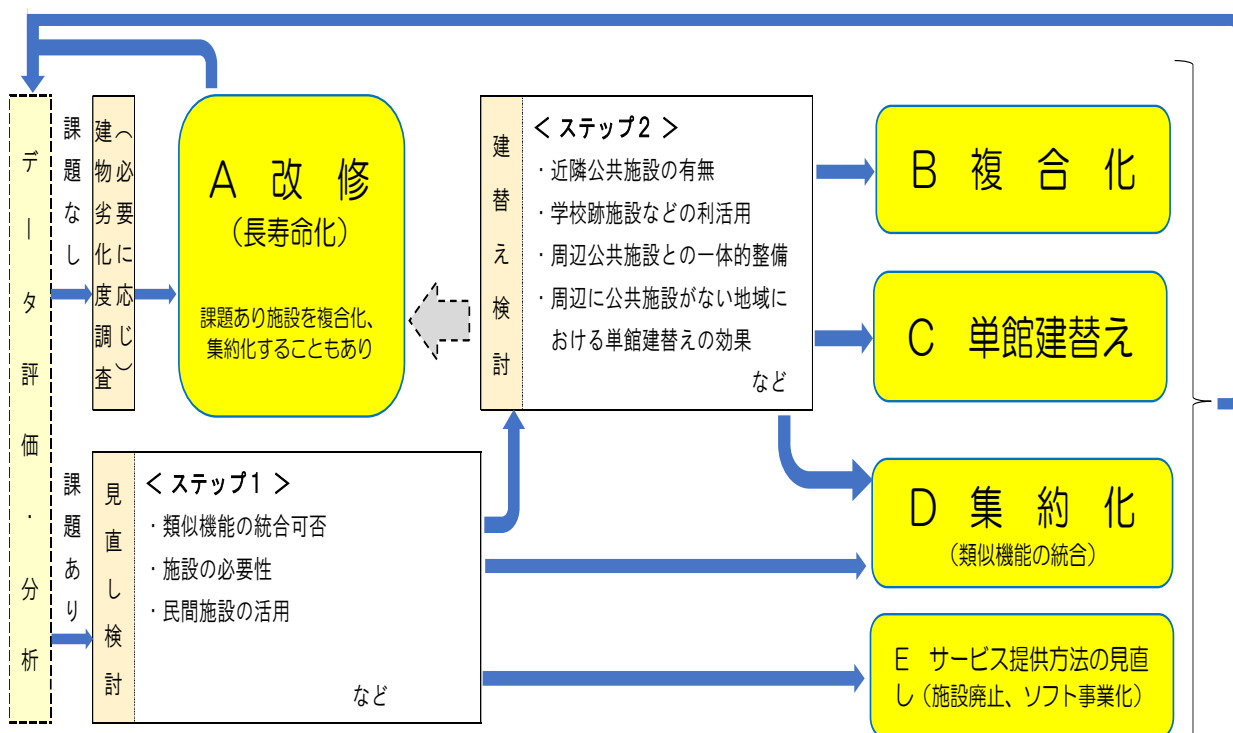 データ評価・分析
課題なし
建物劣化度調査
（必要に応じ）
A 改 修
（長寿命化）
課題あり施設を複合化、
集約化することもあり
建替え検討
＜ ステップ２ ＞
・近隣公共施設の有無
・学校跡施設などの利活用
・周辺公共施設との一体的整備
・周辺に公共施設がない地域に
おける単館建替えの効果
など
B 複 合 化
C 単館建替え
課題あり
見直し検討
＜ ステップ１ ＞
・類似機能の統合可否
・施設の必要性
・民間施設の活用
など
D 集 約 化
（類似機能の統合）
E サービス提供方法の見直
し（施設廃止、ソフト事業化）